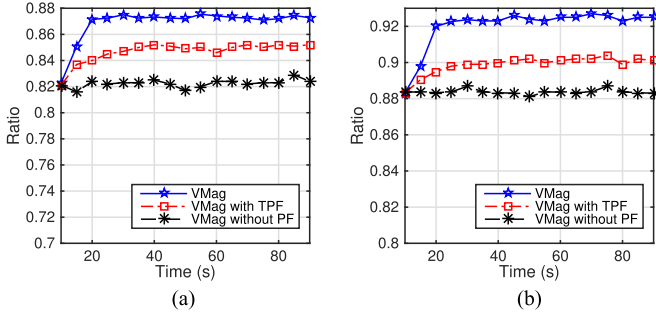 0.88
0.86
0.84
0.82
0.8
0.78
0.76
0.74
0.72
0.7
Ratio
20 40 60 80
Time (s)
VMag
VMag with TPF
VMag without PF
(a)
0.92
0.9
0.88
0.86
0.84
0.82
0.8
Ratio
20 40 60 80
Time (s)
VMag
VMag with TPF
VMag without PF
(b)